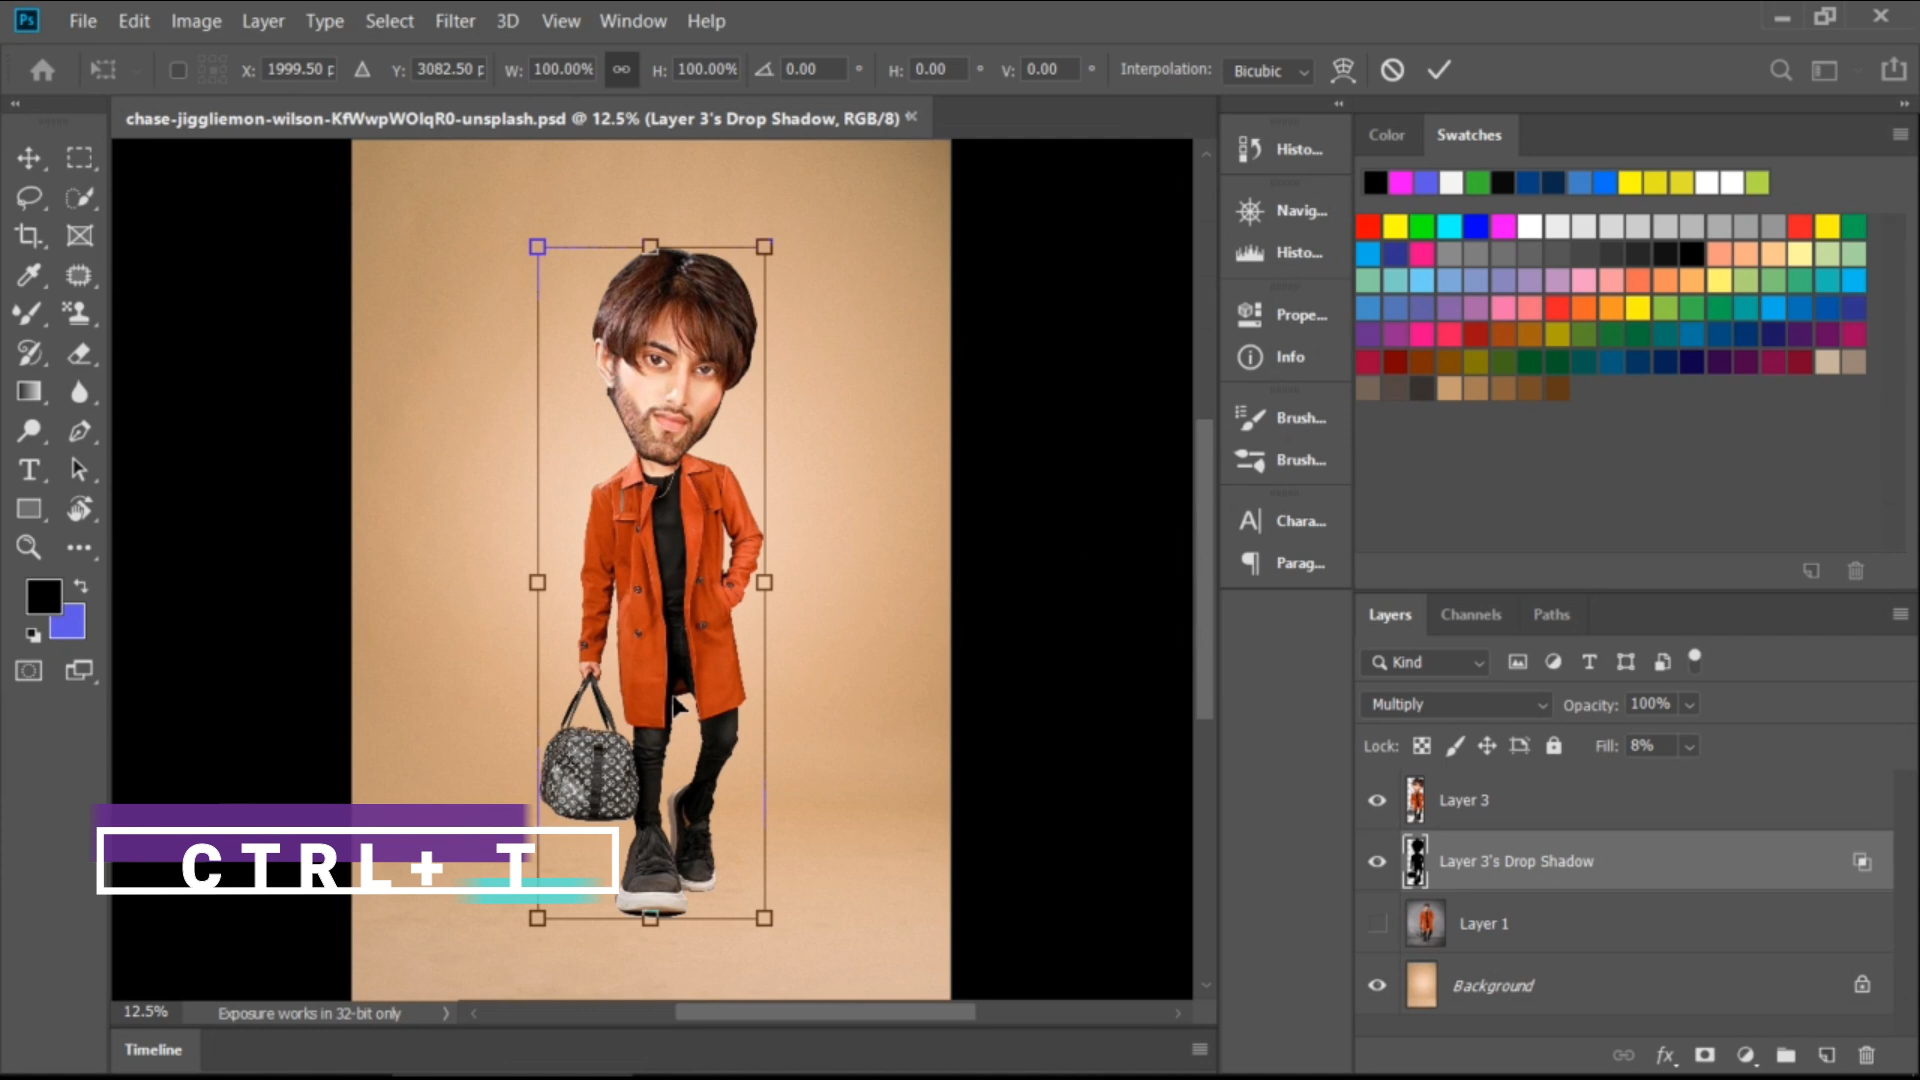 Ps File Edit Image Layer Type Select Filter 3D View Window Help
X: 1999.50 p Y: 3082.50 p W: 100.00% H: 100.00% 0.00 ° H: 0.00 ° V: 0.00 ° Interpolation: Bicubic
chase-jiggliemon-wilson-KfWwpWOlqR0-unsplash.psd @ 12.5% (Layer 3's Drop Shadow, RGB/8) *
Color Swatches
Histo...
Navig...
Histo...
Prope...
Info
Brush...
Brush...
A Chara...
Parag...
Layers Channels Paths
Kind
Multiply Opacity: 100%
Lock: Fill: 8%
Layer 3
Layer 3's Drop Shadow
Layer 1
Background
CTRL+ T
12.5% Exposure works in 32-bit only
Timeline
fx